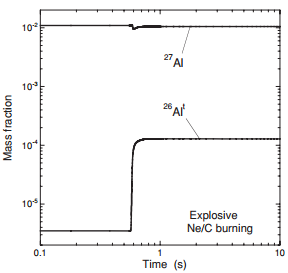 10⁻²
²⁷Al
10⁻³
Mass fraction
²⁶Alᵗ
10⁻⁴
10⁻⁵
Explosive
Ne/C burning
0.1
1
10
Time (s)